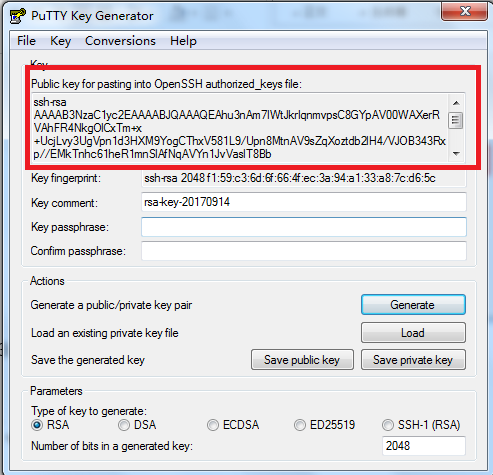 PuTTY Key Generator
File Key Conversions Help
Key
Public key for pasting into OpenSSH authorized_keys file:
ssh-rsa
AAAAB3NzaC1yc2EAAAABJQAAAQEAhu3nAm7IWtJkrIqnmvpsC8GYpAV00WAXerR
VAhFR4NkgOlCxTm+x
+UcjLvy3UgVpn1d3HXM9YogCThxV581L9/Upn8MtnAV9sZqXoztdb2IH4/VJOB343Rx
p//EMkTnhc61heR1mnSlAfNqAVYn1JvVaslT8Bb
Key fingerprint: ssh-rsa 2048 f1:59:c3:6d:6f:66:4f:ec:3a:94:a1:33:a8:7c:d6:5c
Key comment: rsa-key-20170914
Key passphrase:
Confirm passphrase:
Actions
Generate a public/private key pair Generate
Load an existing private key file Load
Save the generated key Save public key Save private key
Parameters
Type of key to generate:
RSA DSA ECDSA ED25519 SSH-1 (RSA)
Number of bits in a generated key: 2048